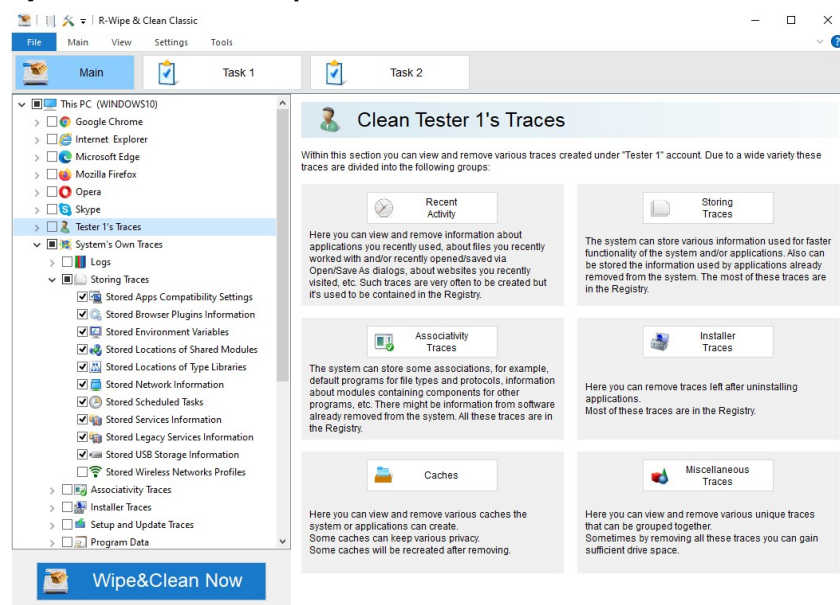 R-Wipe & Clean Classic
File Main View Settings Tools
Main Task 1 Task 2
This PC (WINDOWS10)
Google Chrome
Internet Explorer
Microsoft Edge
Mozilla Firefox
Opera
Skype
Tester 1's Traces
System's Own Traces
Logs
Storing Traces
Stored Apps Compatibility Settings
Stored Browser Plugins Information
Stored Environment Variables
Stored Locations of Shared Modules
Stored Locations of Type Libraries
Stored Network Information
Stored Scheduled Tasks
Stored Services Information
Stored Legacy Services Information
Stored USB Storage Information
Stored Wireless Networks Profiles
Associativity Traces
Installer Traces
Setup and Update Traces
Program Data
Wipe&Clean Now
Clean Tester 1's Traces
Within this section you can view and remove various traces created under "Tester 1" account. Due to a wide variety these
traces are divided into the following groups:
Recent
Activity
Here you can view and remove information about
applications you recently used, about files you recently
worked with and/or recently opened/saved via
Open/Save As dialogs, about websites you recently
visited, etc. Such traces are very often to be created but
it's used to be contained in the Registry.
Storing
Traces
The system can store various information used for faster
functionality of the system and/or applications. Also can
be stored the information used by applications already
removed from the system. The most of these traces are
in the Registry.
Associativity
Traces
The system can store some associations, for example,
default programs for file types and protocols, information
about modules containing components for other
programs, etc. There might be information from software
already removed from the system. All these traces are in
the Registry.
Installer
Traces
Here you can remove traces left after uninstalling
applications.
Most of these traces are in the Registry.
Caches
Here you can view and remove various caches the
system or applications can create.
Some caches can keep various privacy.
Some caches will be recreated after removing.
Miscellaneous
Traces
Here you can view and remove various unique traces
that can be grouped together.
Sometimes by removing all these traces you can gain
sufficient drive space.